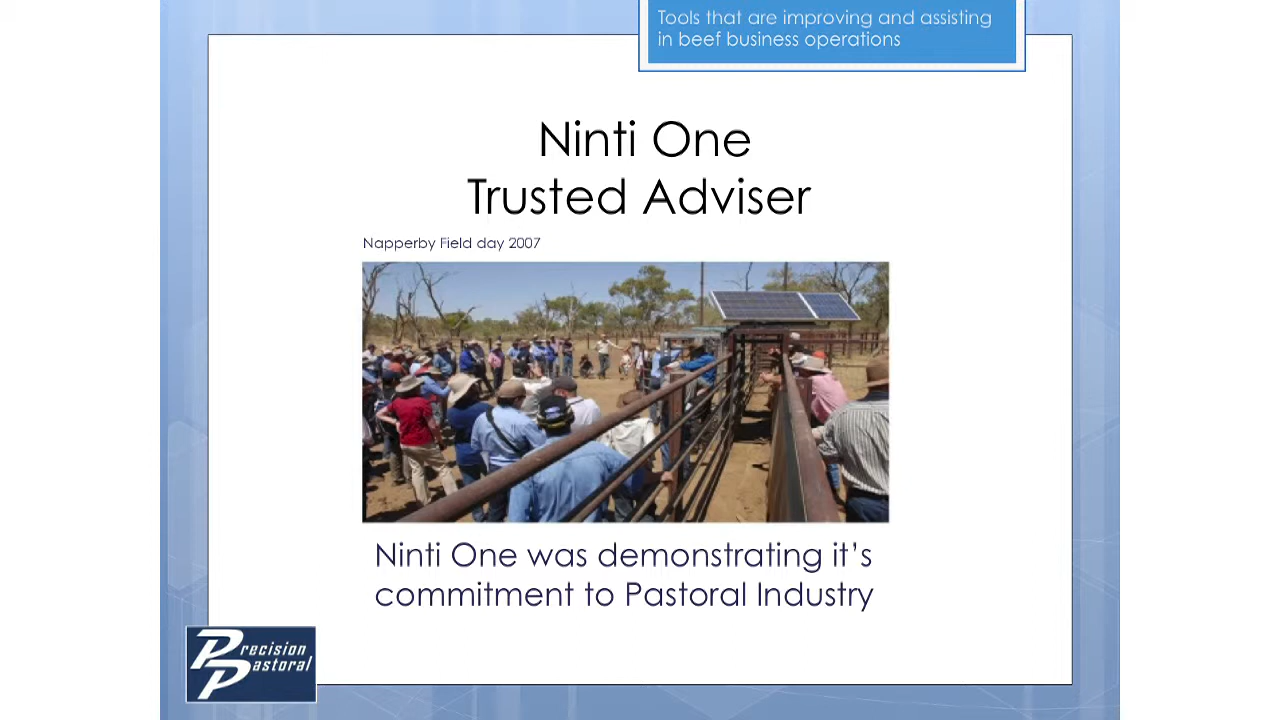 Tools that are improving and assisting
in beef business operations
Ninti One
Trusted Adviser
Napperby Field day 2007
Ninti One was demonstrating it’s
commitment to Pastoral Industry
Precision
Pastoral